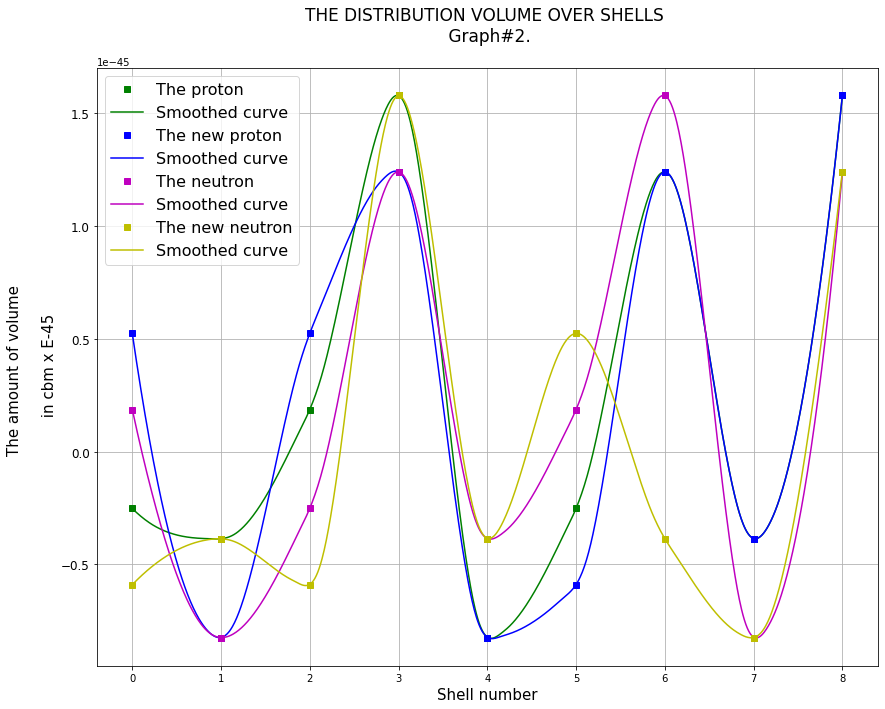 THE DISTRIBUTION VOLUME OVER SHELLS
Graph#2.
1e−45
The proton
Smoothed curve
The new proton
Smoothed curve
The neutron
Smoothed curve
The new neutron
Smoothed curve
1.5
1.0
0.5
0.0
−0.5
The amount of volume
in cbm x E-45
0 1 2 3 4 5 6 7 8
Shell number